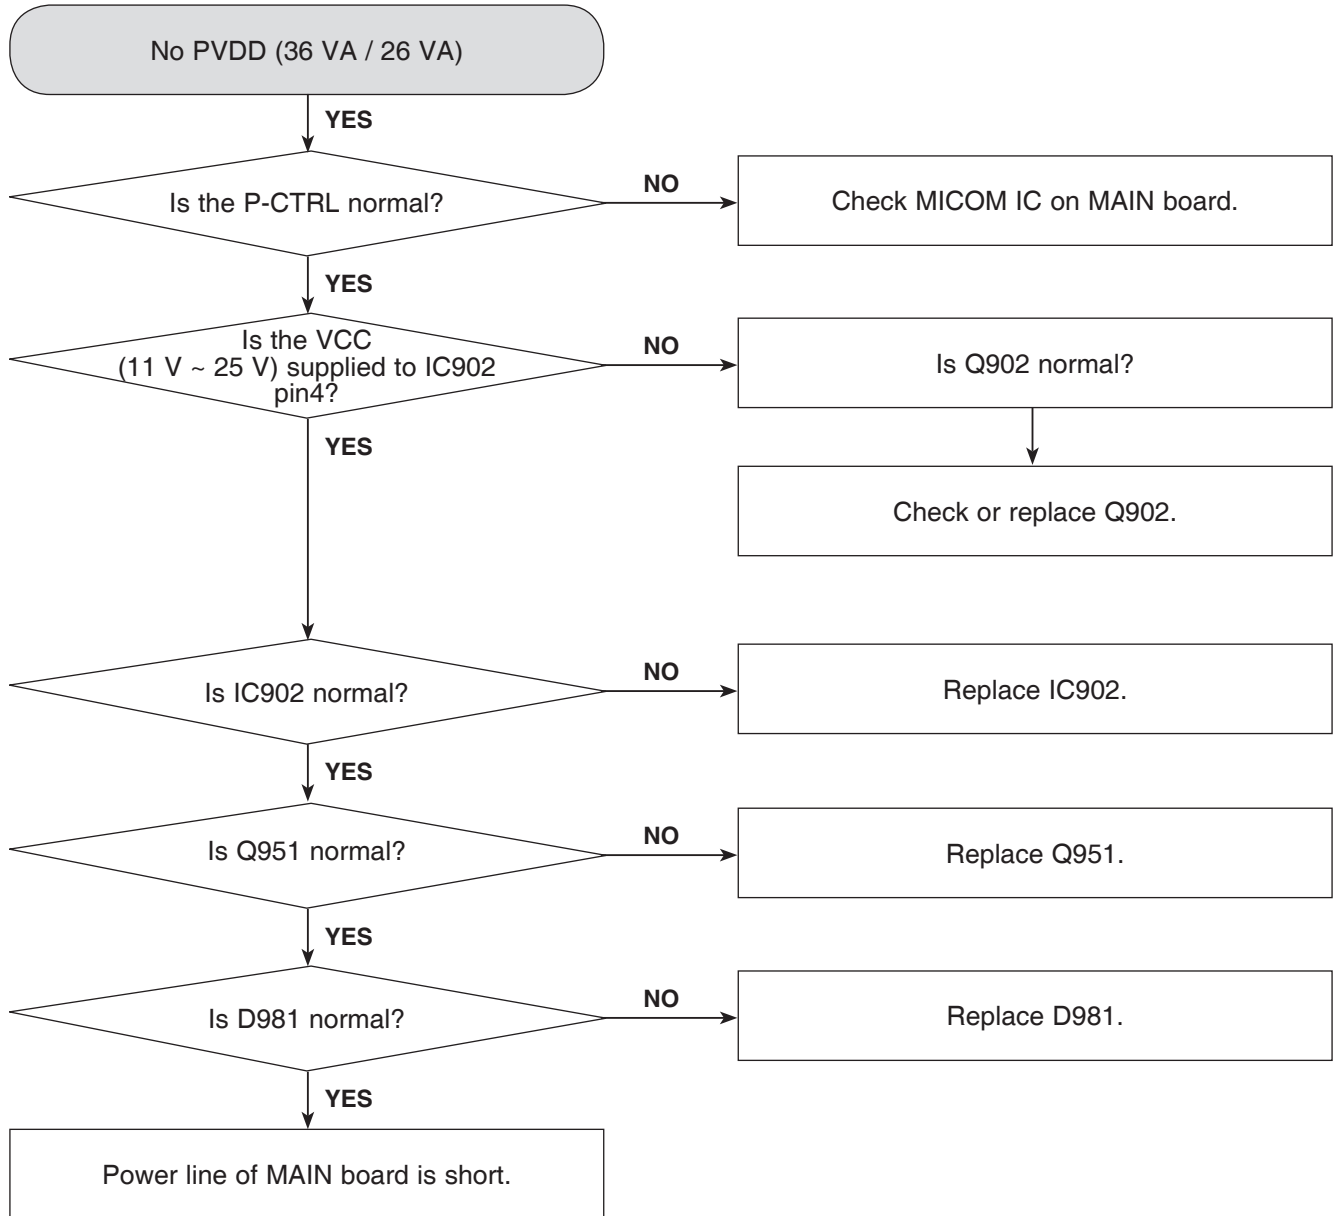 No PVDD (36 VA / 26 VA)
YES
Is the P-CTRL normal?
NO
Check MICOM IC on MAIN board.
YES
Is the VCC
(11 V ~ 25 V) supplied to IC902
pin4?
NO
Is Q902 normal?
YES
Check or replace Q902.
Is IC902 normal?
NO
Replace IC902.
YES
Is Q951 normal?
NO
Replace Q951.
YES
Is D981 normal?
NO
Replace D981.
YES
Power line of MAIN board is short.